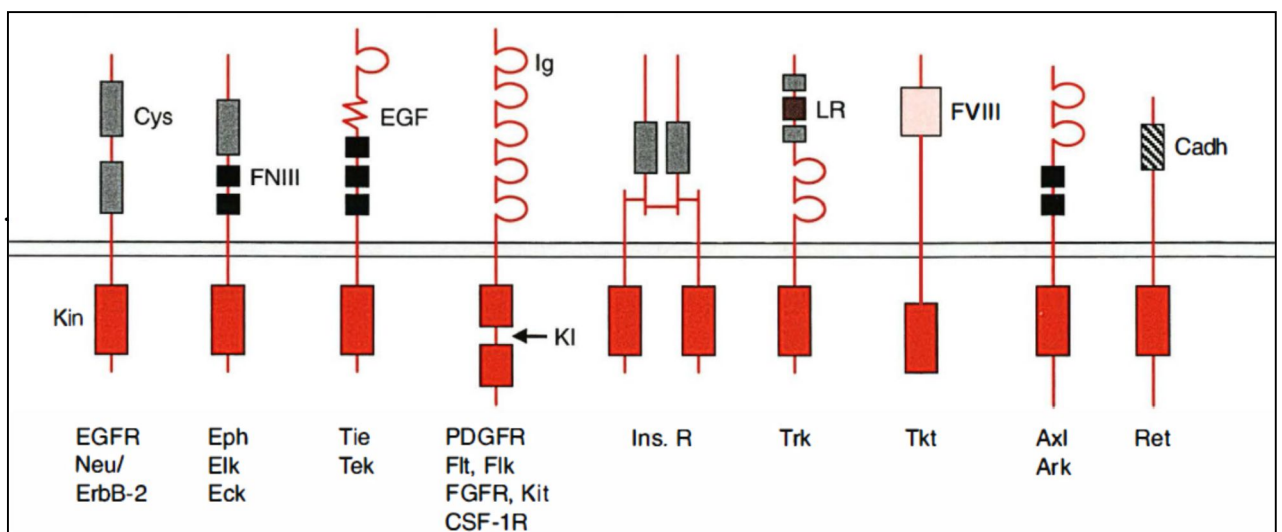 Ig
Cys
EGF
LR
FVIII
Cadh
FNIII
Kin
KI
EGFR
Neu/
ErbB-2
Eph
Elk
Eck
Tie
Tek
PDGFR
Flt, Flk
FGFR, Kit
CSF-1R
Ins. R
Trk
Tkt
Axl
Ark
Ret